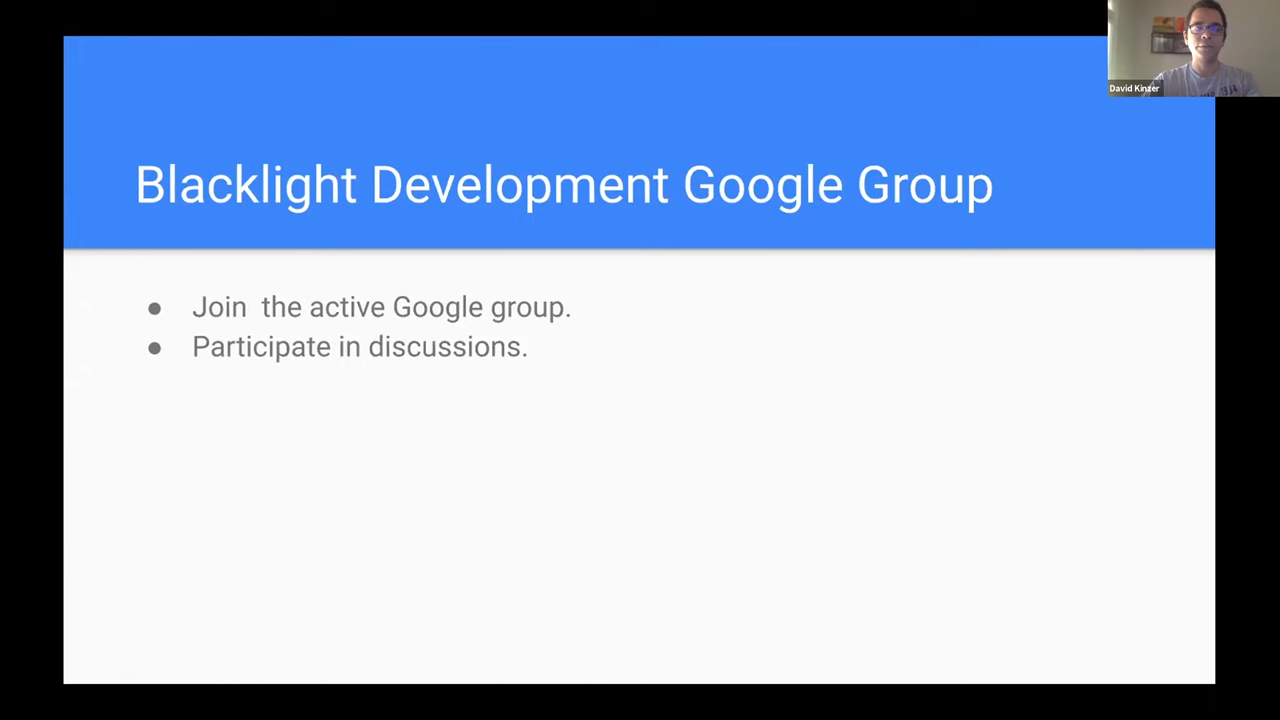 David Kinzer
Blacklight Development Google Group
● Join  the active Google group.
● Participate in discussions.